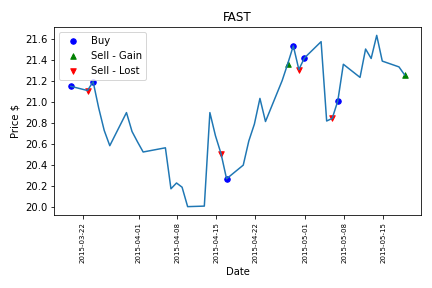 FAST
Buy
Sell - Gain
Sell - Lost
Price $
21.6
21.4
21.2
21.0
20.8
20.6
20.4
20.2
20.0
2015-03-22
2015-04-01
2015-04-08
2015-04-15
2015-04-22
2015-05-01
2015-05-08
2015-05-15
Date